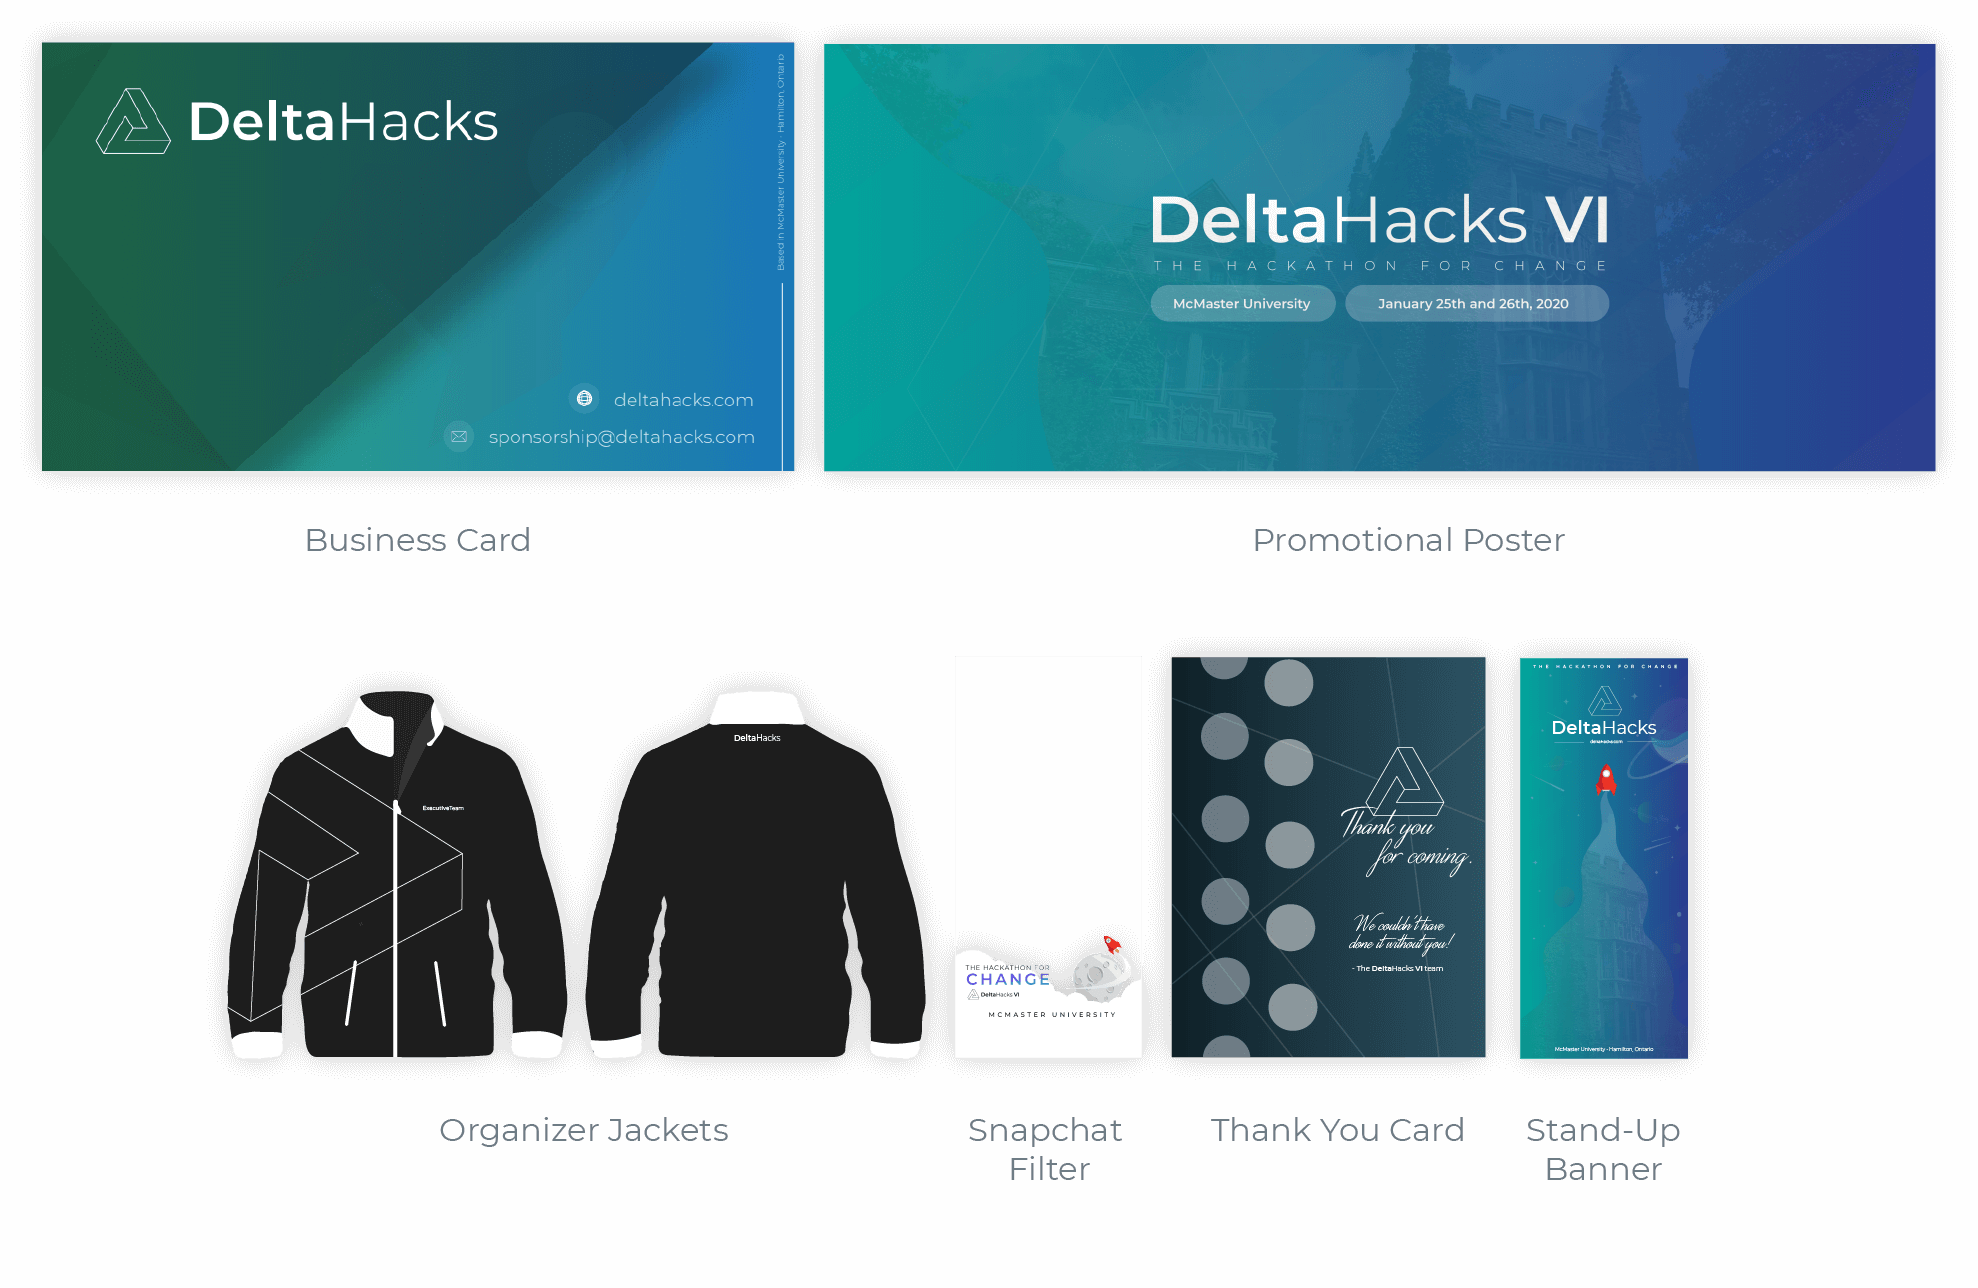 DeltaHacks
Based in McMaster University - Hamilton, Ontario
deltahacks.com
sponsorship@deltahacks.com
Business Card
DeltaHacks VI
THE HACKATHON FOR CHANGE
McMaster University
January 25th and 26th, 2020
Promotional Poster
ExecutiveTeam
DeltaHacks
Organizer Jackets
THE HACKATHON FOR
CHANGE
DeltaHacks VI
MCMASTER UNIVERSITY
Snapchat
Filter
Thank you
for coming.
We couldn't have
done it without you!
- The DeltaHacks VI team
Thank You Card
THE HACKATHON FOR CHANGE
DeltaHacks
deltahacks.com
McMaster University - Hamilton, Ontario
Stand-Up
Banner